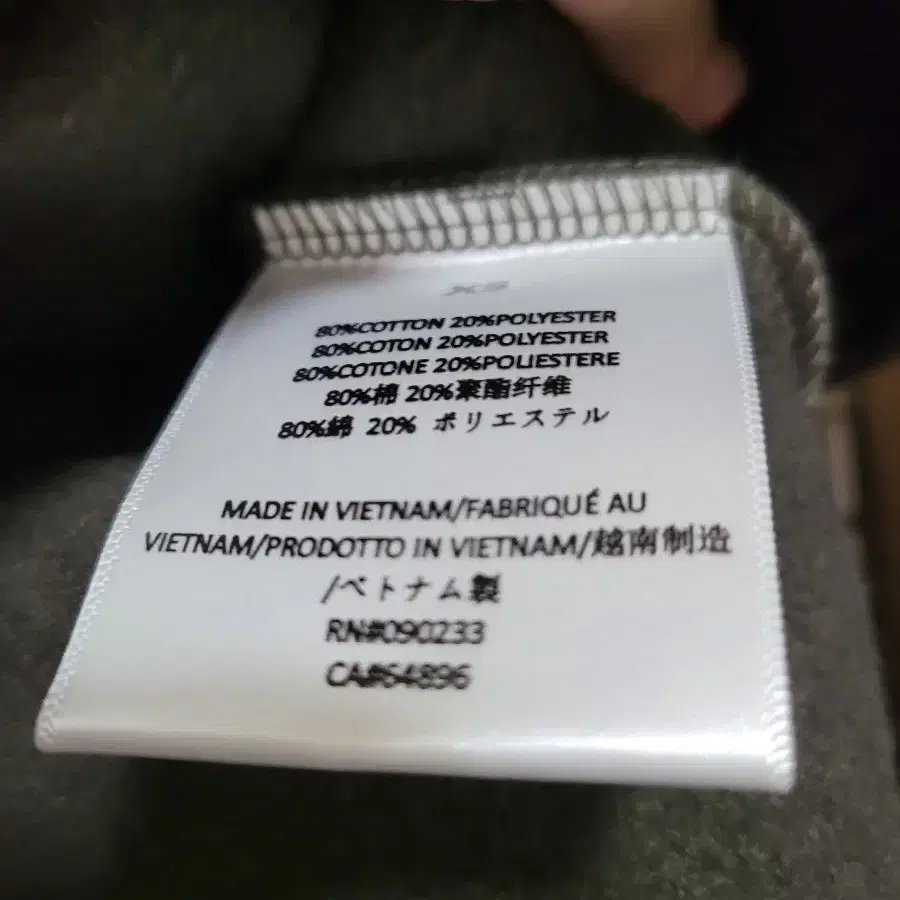 XS
80%COTTON 20%POLYESTER
80%COTON 20%POLYESTER
80%COTONE 20%POLIESTERE
80%棉 20%聚酯纤维
80%綿 20% ポリエステル
MADE IN VIETNAM/FABRIQUÉ AU
VIETNAM/PRODOTTO IN VIETNAM/越南制造
/ベトナム製
RN#090233
CA#64896